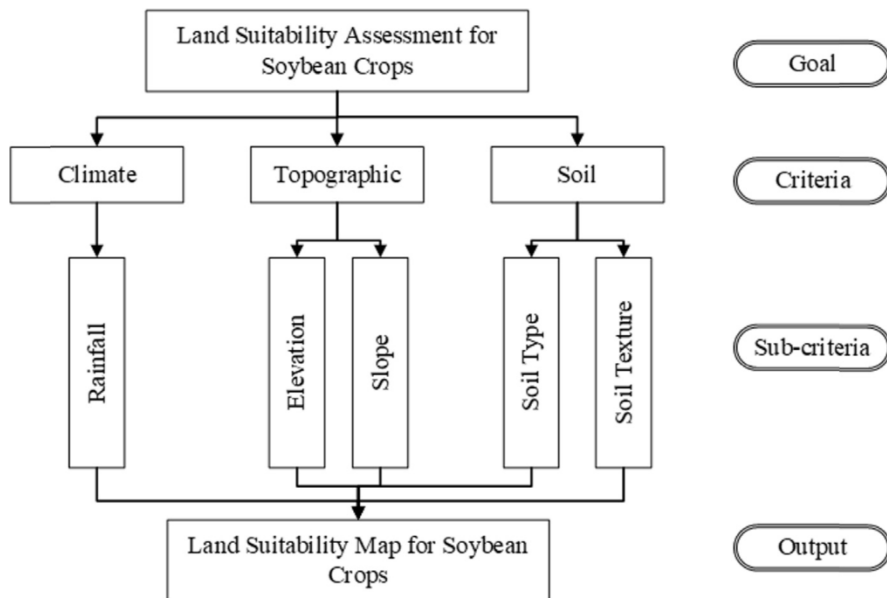 Land Suitability Assessment for
Soybean Crops
Goal
Climate
Topographic
Soil
Criteria
Rainfall
Elevation
Slope
Soil Type
Soil Texture
Sub-criteria
Land Suitability Map for Soybean
Crops
Output